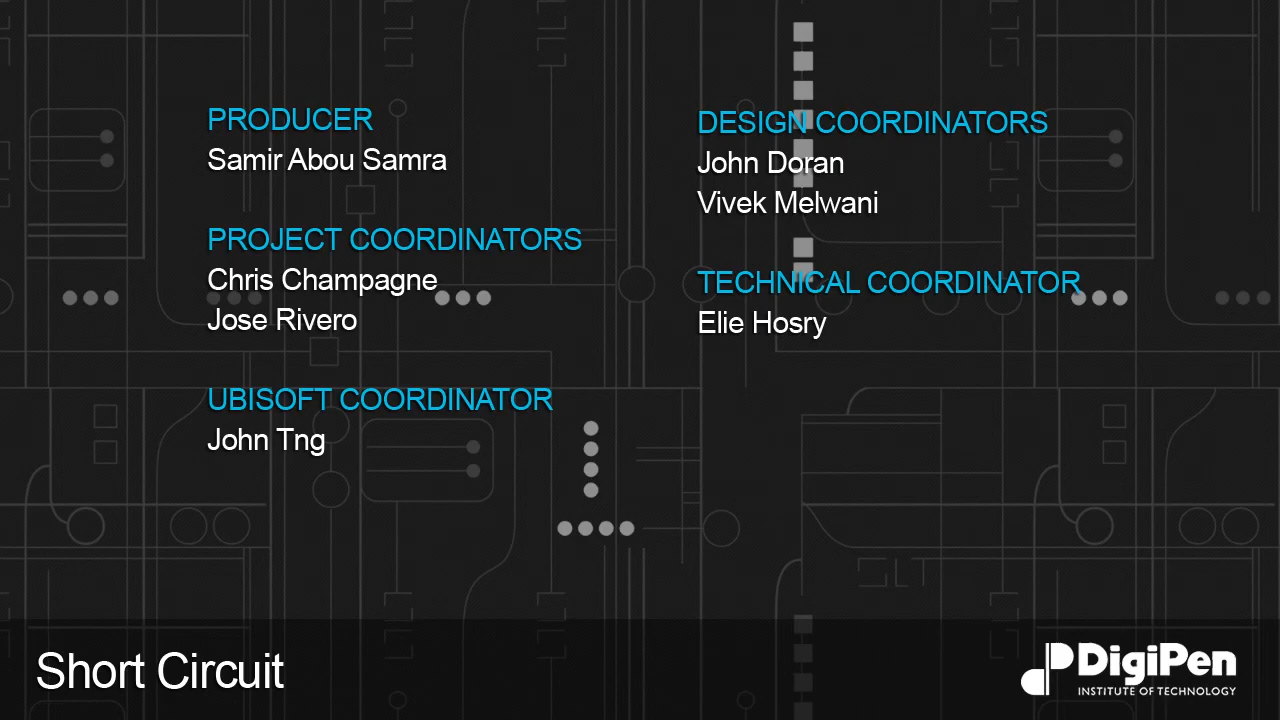 PRODUCER
Samir Abou Samra
PROJECT COORDINATORS
Chris Champagne
Jose Rivero
UBISOFT COORDINATOR
John Tng
DESIGN COORDINATORS
John Doran
Vivek Melwani
TECHNICAL COORDINATOR
Elie Hosry
Short Circuit
DigiPen
INSTITUTE OF TECHNOLOGY